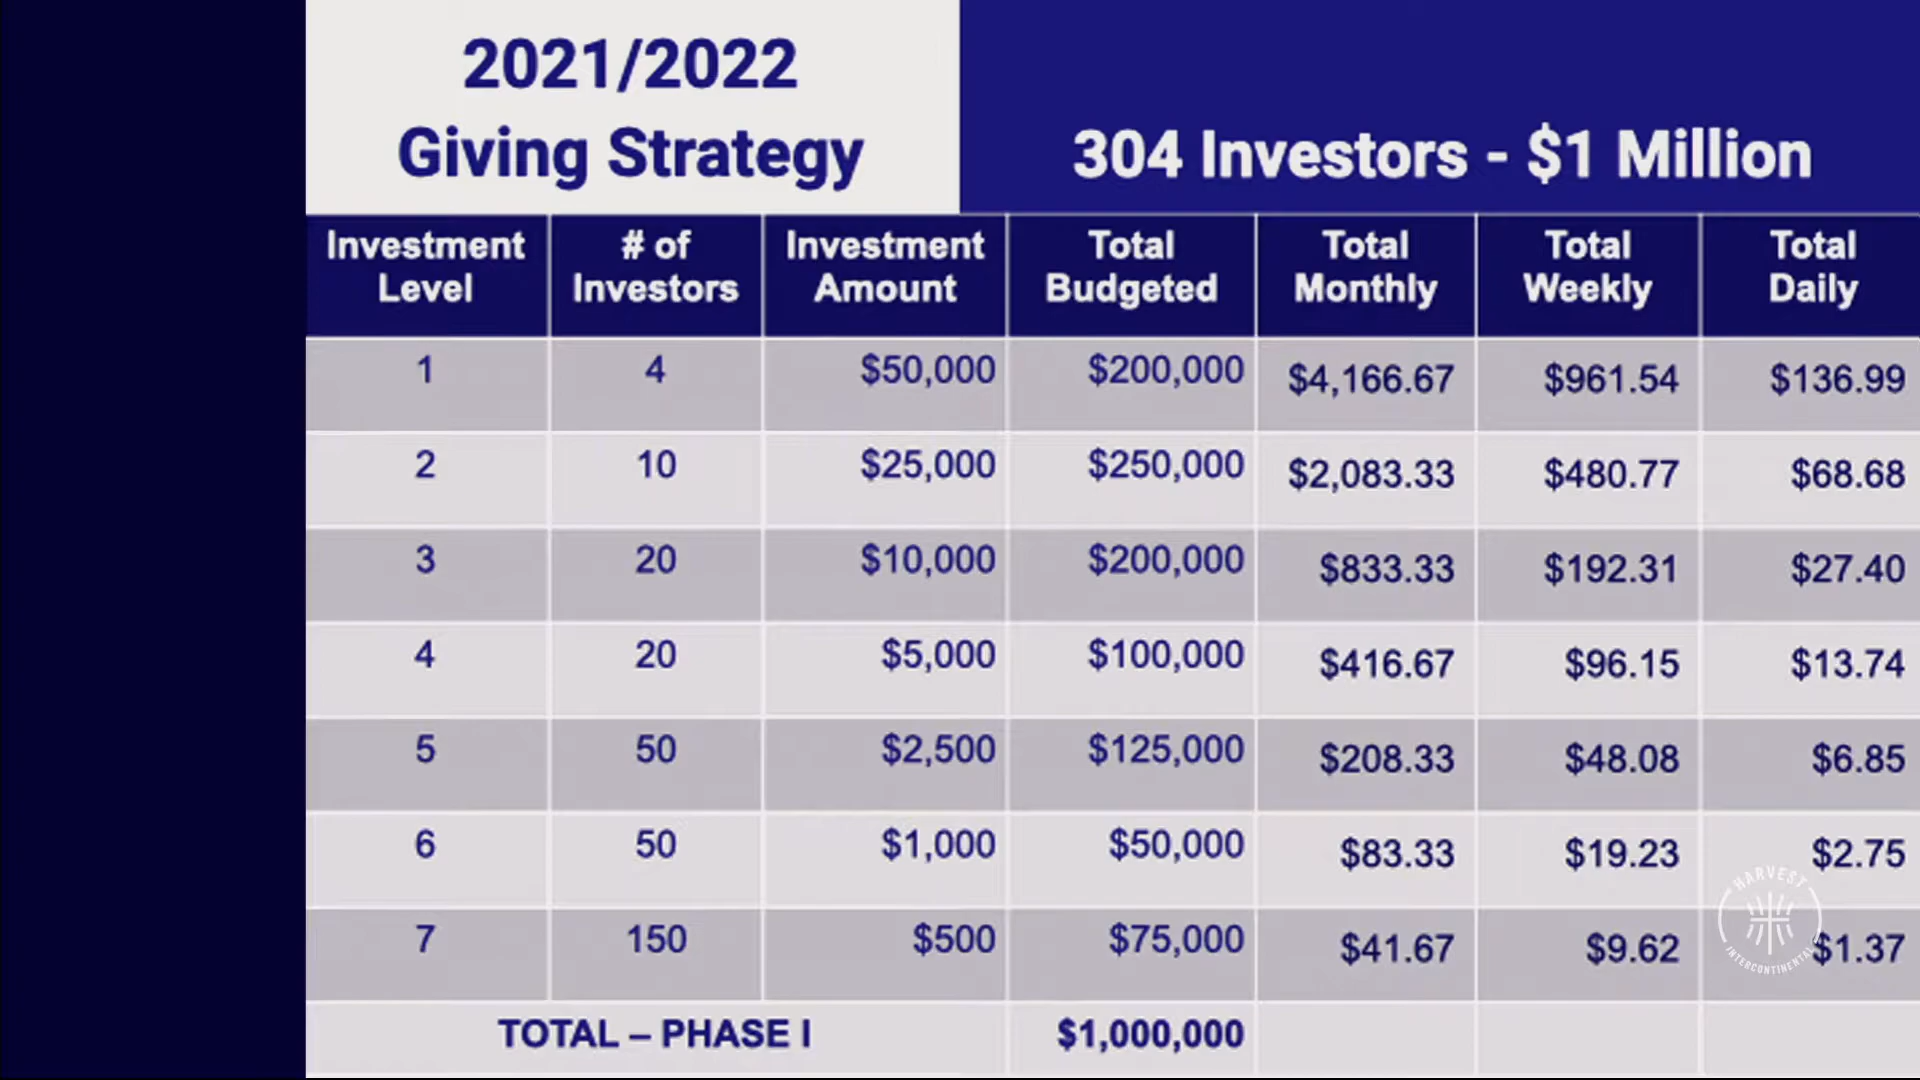 2021/2022
Giving Strategy
304 Investors - $1 Million
Investment Level # of Investors Investment Amount Total Budgeted Total Monthly Total Weekly Total Daily
1 4 $50,000 $200,000 $4,166.67 $961.54 $136.99
2 10 $25,000 $250,000 $2,083.33 $480.77 $68.68
3 20 $10,000 $200,000 $833.33 $192.31 $27.40
4 20 $5,000 $100,000 $416.67 $96.15 $13.74
5 50 $2,500 $125,000 $208.33 $48.08 $6.85
6 50 $1,000 $50,000 $83.33 $19.23 $2.75
7 150 $500 $75,000 $41.67 $9.62 $1.37
TOTAL – PHASE I $1,000,000
HARVEST
INTERCONTINENTAL